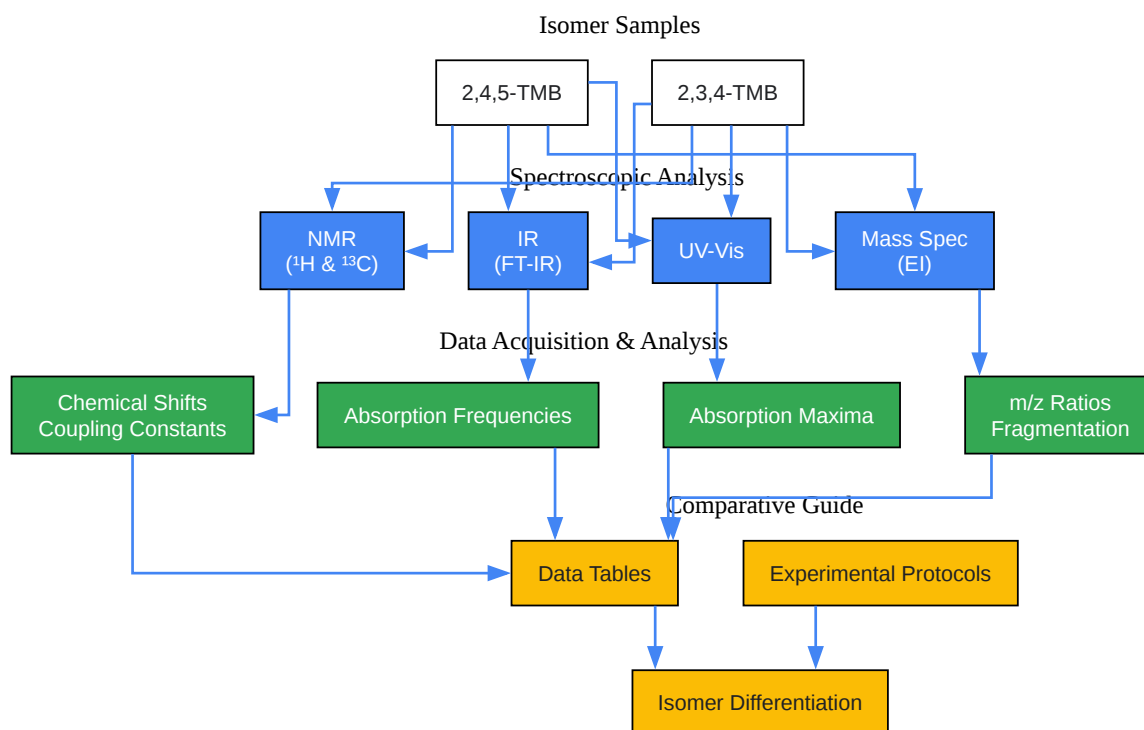 Isomer Samples
2,4,5-TMB
2,3,4-TMB
Spectroscopic Analysis
NMR
(¹H & ¹³C)
IR
(FT-IR)
UV-Vis
Mass Spec
(EI)
Data Acquisition & Analysis
Chemical Shifts
Coupling Constants
Absorption Frequencies
Absorption Maxima
m/z Ratios
Fragmentation
Comparative Guide
Data Tables
Experimental Protocols
Isomer Differentiation